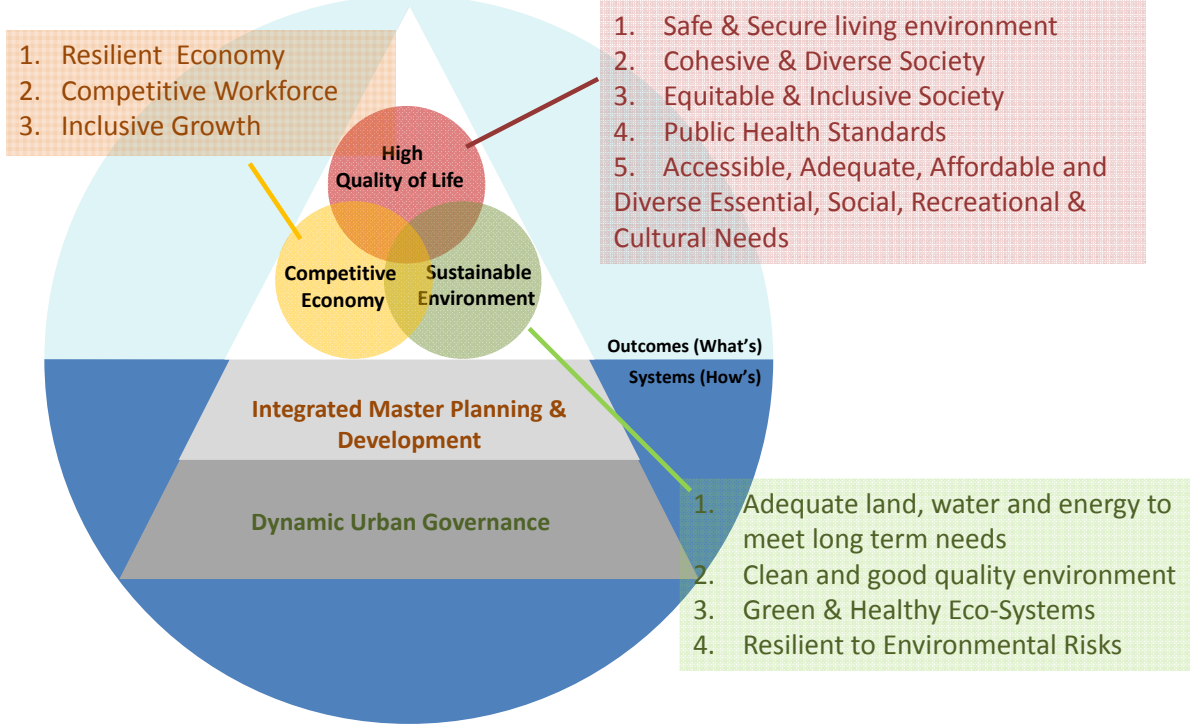 1. Resilient Economy
2. Competitive Workforce
3. Inclusive Growth
1. Safe & Secure living environment
2. Cohesive & Diverse Society
3. Equitable & Inclusive Society
4. Public Health Standards
5. Accessible, Adequate, Affordable and
Diverse Essential, Social, Recreational &
Cultural Needs
High
Quality of Life
Competitive
Economy
Sustainable
Environment
Outcomes (What's)
Systems (How's)
Integrated Master Planning &
Development
Dynamic Urban Governance
1. Adequate land, water and energy to
meet long term needs
2. Clean and good quality environment
3. Green & Healthy Eco-Systems
4. Resilient to Environmental Risks